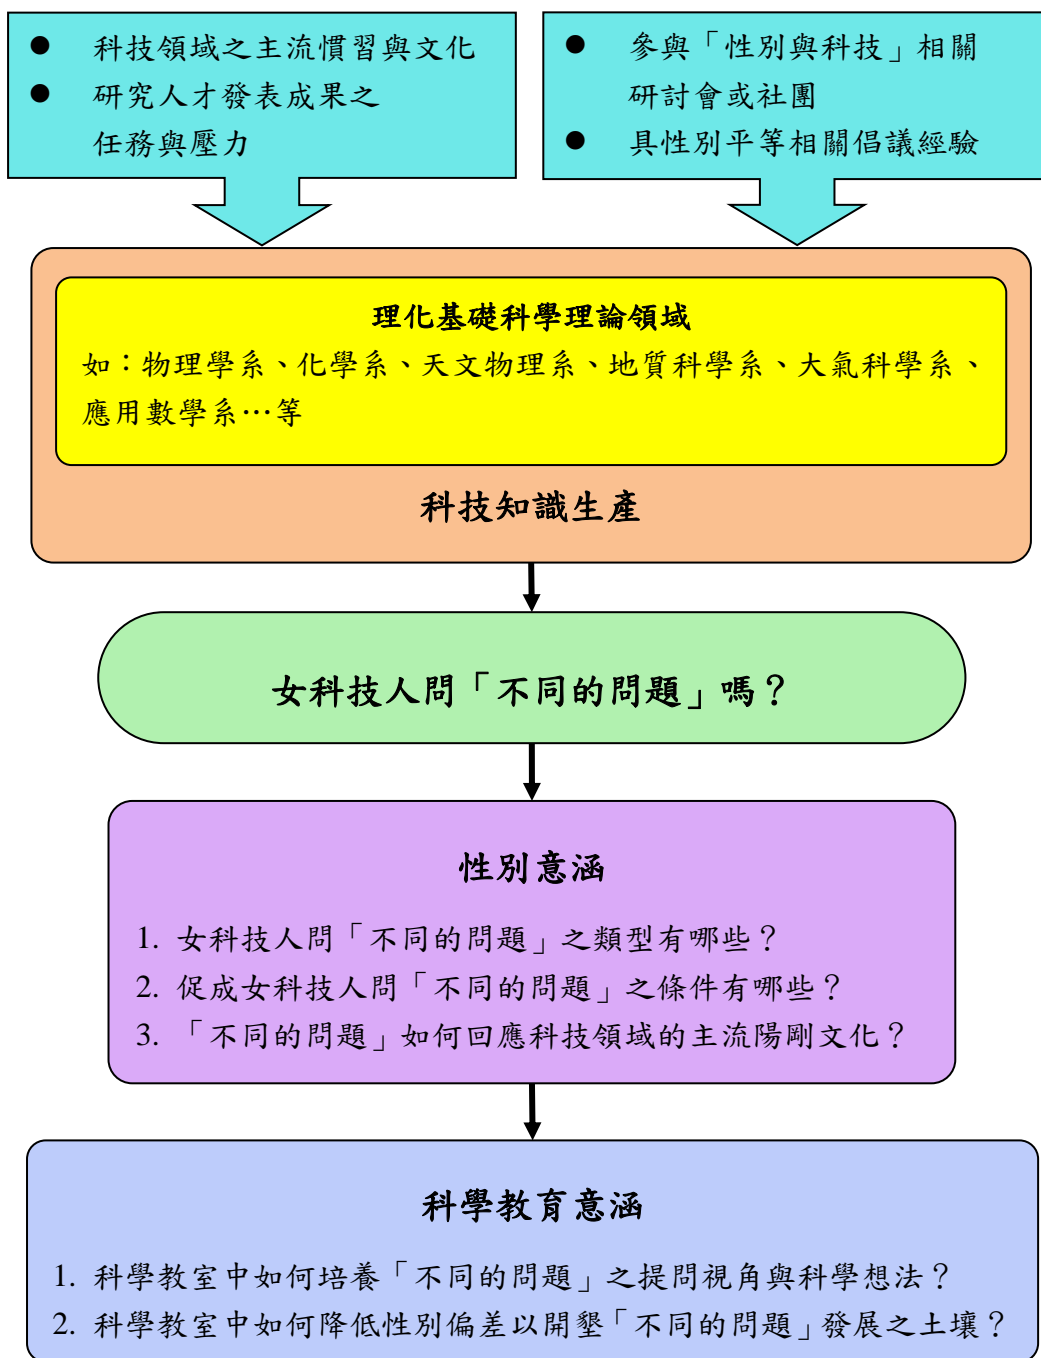 ● 科技領域之主流慣習與文化
● 研究人才發表成果之
任務與壓力
● 參與「性別與科技」相關
研討會或社團
● 具性別平等相關倡議經驗
理化基礎科學理論領域
如：物理學系、化學系、天文物理系、地質科學系、大氣科學系、
應用數學系…等
科技知識生產
女科技人問「不同的問題」嗎？
性別意涵
1. 女科技人問「不同的問題」之類型有哪些？
2. 促成女科技人問「不同的問題」之條件有哪些？
3. 「不同的問題」如何回應科技領域的主流陽剛文化？
科學教育意涵
1. 科學教室中如何培養「不同的問題」之提問視角與科學想法？
2. 科學教室中如何降低性別偏差以開墾「不同的問題」發展之土壤？